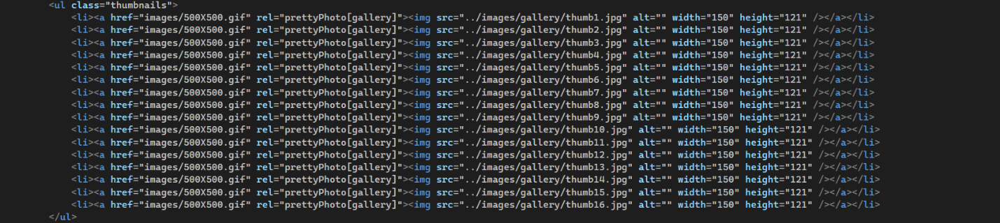 <ul class="thumbnails">
<li><a href="images/500X500.gif" rel="prettyPhoto[gallery]"><img src="../images/gallery/thumb1.jpg" alt="" width="150" height="121" /></a></li>
<li><a href="images/500X500.gif" rel="prettyPhoto[gallery]"><img src="../images/gallery/thumb2.jpg" alt="" width="150" height="121" /></a></li>
<li><a href="images/500X500.gif" rel="prettyPhoto[gallery]"><img src="../images/gallery/thumb3.jpg" alt="" width="150" height="121" /></a></li>
<li><a href="images/500X500.gif" rel="prettyPhoto[gallery]"><img src="../images/gallery/thumb4.jpg" alt="" width="150" height="121" /></a></li>
<li><a href="images/500X500.gif" rel="prettyPhoto[gallery]"><img src="../images/gallery/thumb5.jpg" alt="" width="150" height="121" /></a></li>
<li><a href="images/500X500.gif" rel="prettyPhoto[gallery]"><img src="../images/gallery/thumb6.jpg" alt="" width="150" height="121" /></a></li>
<li><a href="images/500X500.gif" rel="prettyPhoto[gallery]"><img src="../images/gallery/thumb7.jpg" alt="" width="150" height="121" /></a></li>
<li><a href="images/500X500.gif" rel="prettyPhoto[gallery]"><img src="../images/gallery/thumb8.jpg" alt="" width="150" height="121" /></a></li>
<li><a href="images/500X500.gif" rel="prettyPhoto[gallery]"><img src="../images/gallery/thumb9.jpg" alt="" width="150" height="121" /></a></li>
<li><a href="images/500X500.gif" rel="prettyPhoto[gallery]"><img src="../images/gallery/thumb10.jpg" alt="" width="150" height="121" /></a></li>
<li><a href="images/500X500.gif" rel="prettyPhoto[gallery]"><img src="../images/gallery/thumb11.jpg" alt="" width="150" height="121" /></a></li>
<li><a href="images/500X500.gif" rel="prettyPhoto[gallery]"><img src="../images/gallery/thumb12.jpg" alt="" width="150" height="121" /></a></li>
<li><a href="images/500X500.gif" rel="prettyPhoto[gallery]"><img src="../images/gallery/thumb13.jpg" alt="" width="150" height="121" /></a></li>
<li><a href="images/500X500.gif" rel="prettyPhoto[gallery]"><img src="../images/gallery/thumb14.jpg" alt="" width="150" height="121" /></a></li>
<li><a href="images/500X500.gif" rel="prettyPhoto[gallery]"><img src="../images/gallery/thumb15.jpg" alt="" width="150" height="121" /></a></li>
<li><a href="images/500X500.gif" rel="prettyPhoto[gallery]"><img src="../images/gallery/thumb16.jpg" alt="" width="150" height="121" /></a></li>
</ul>